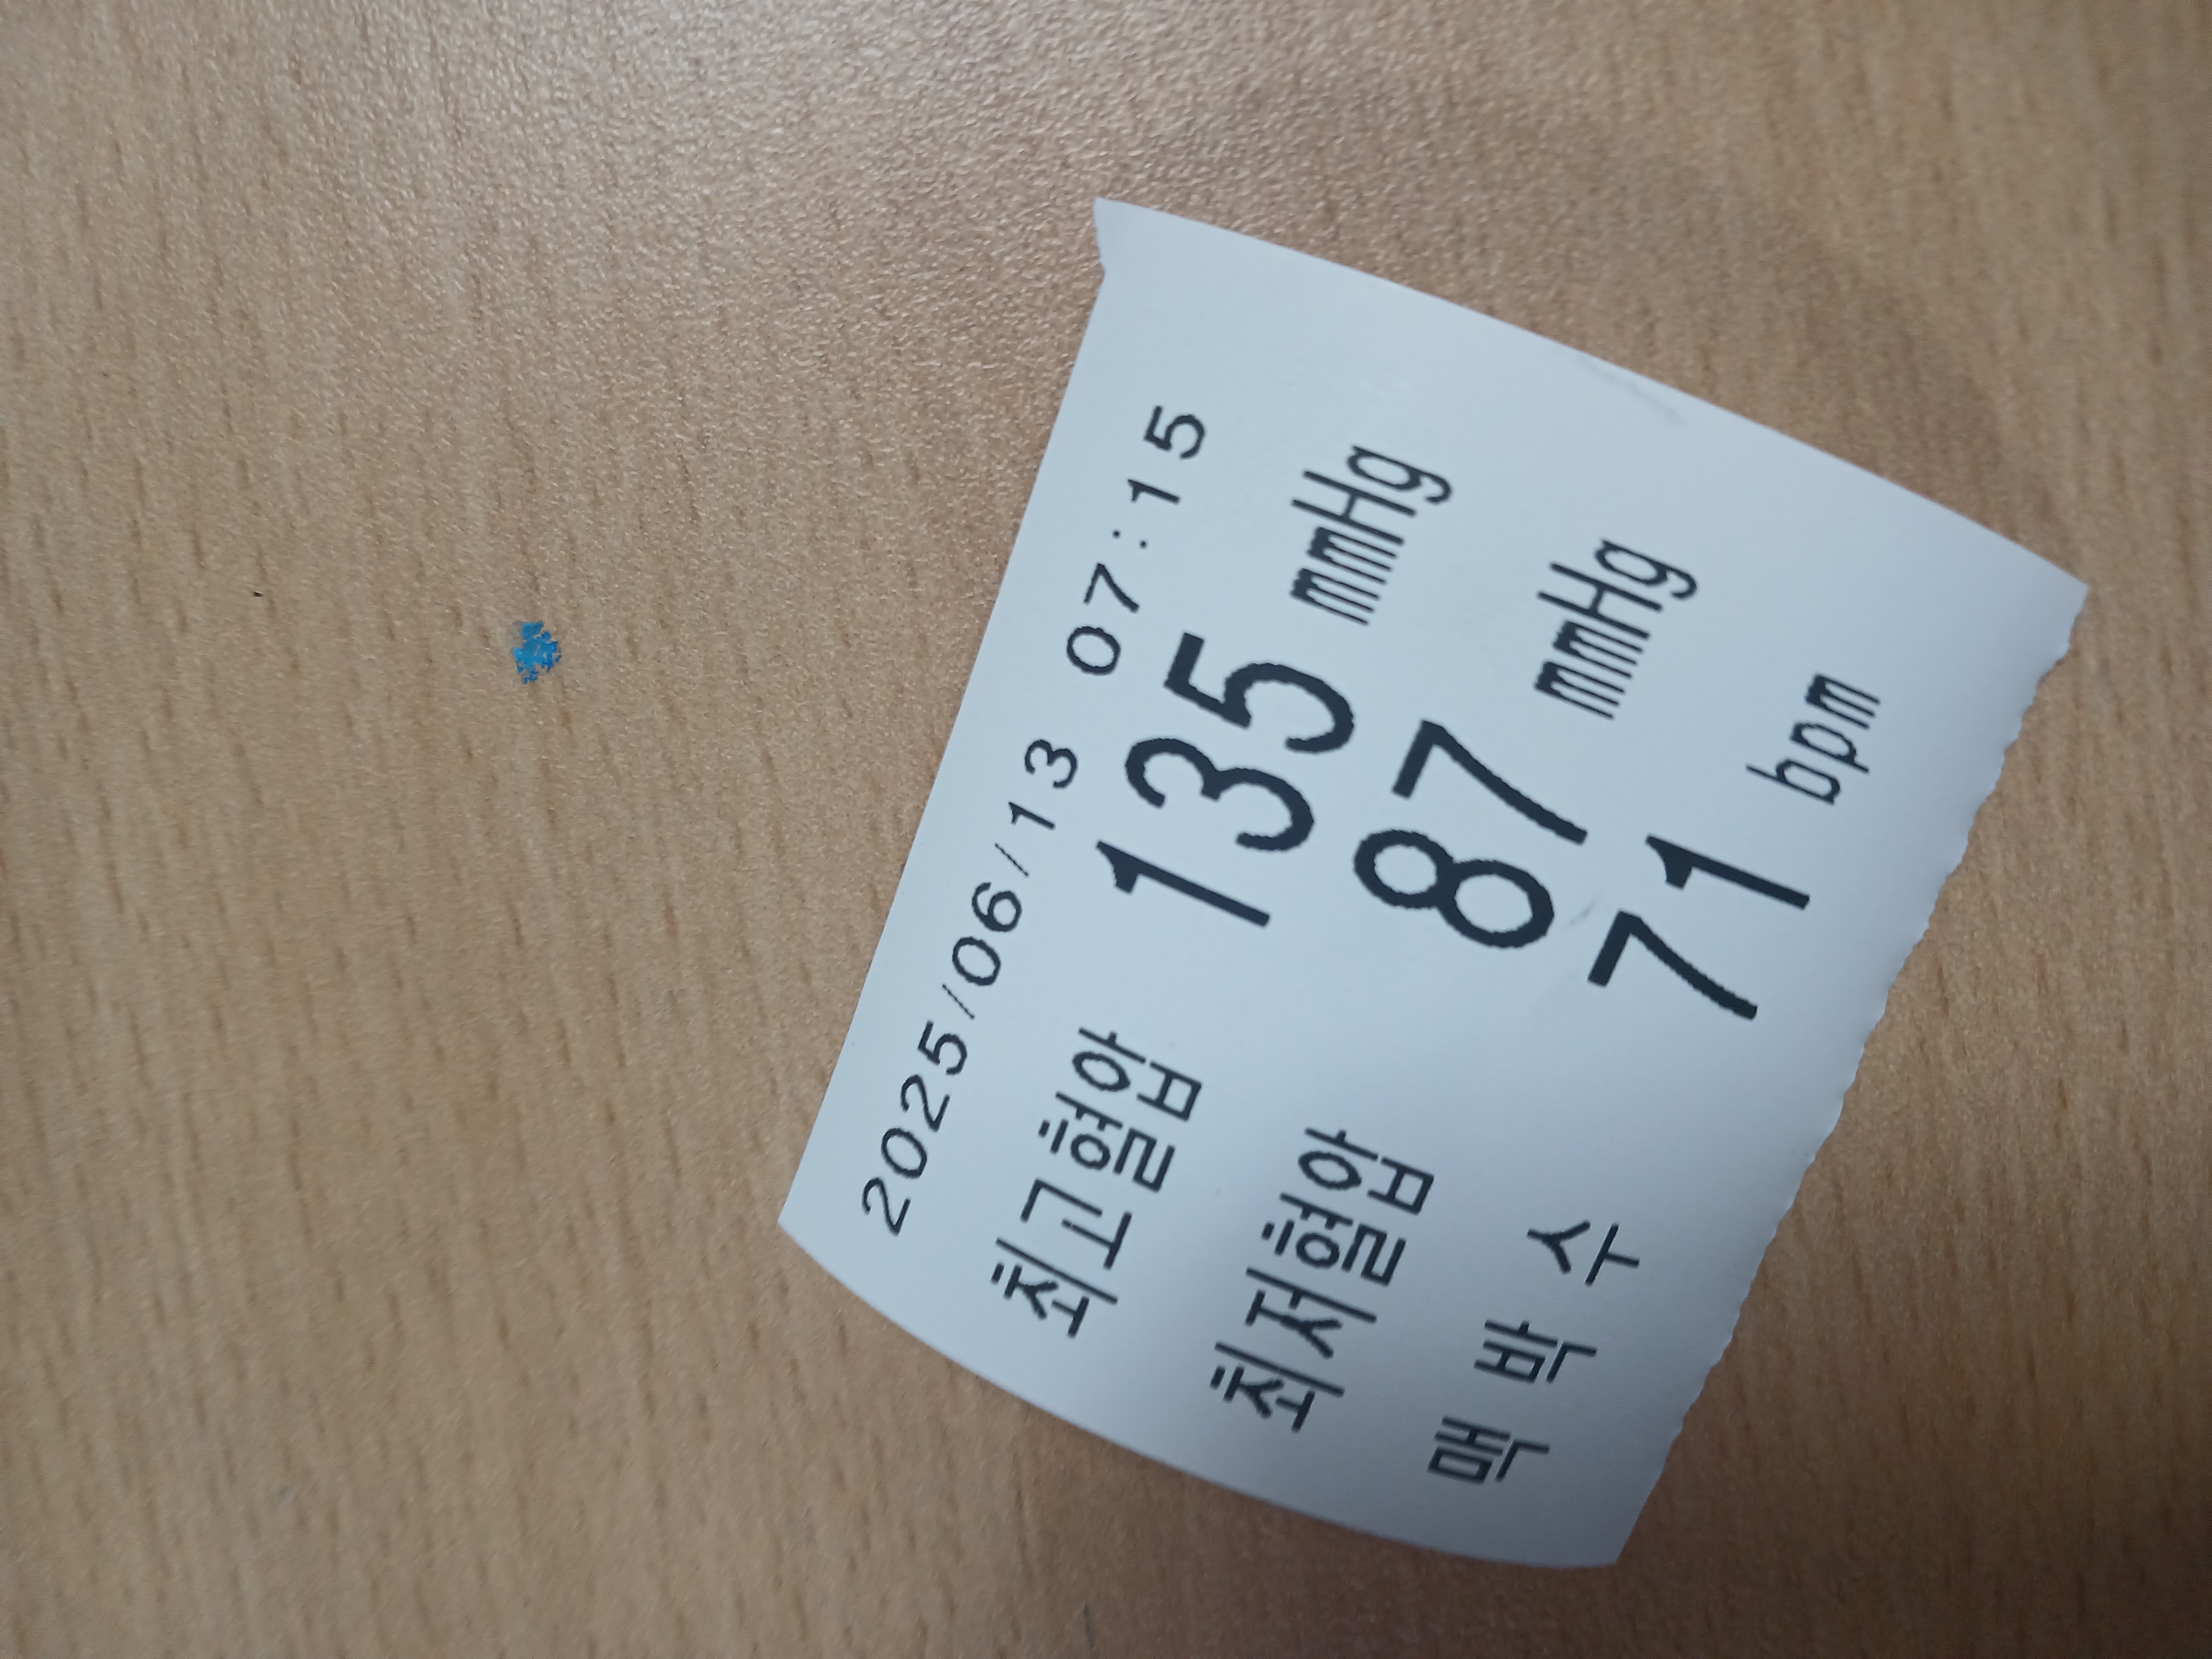 2025/06/13 07:15
최고혈압 135 mmHg
최저혈압 87 mmHg
맥 박 수 71 bpm